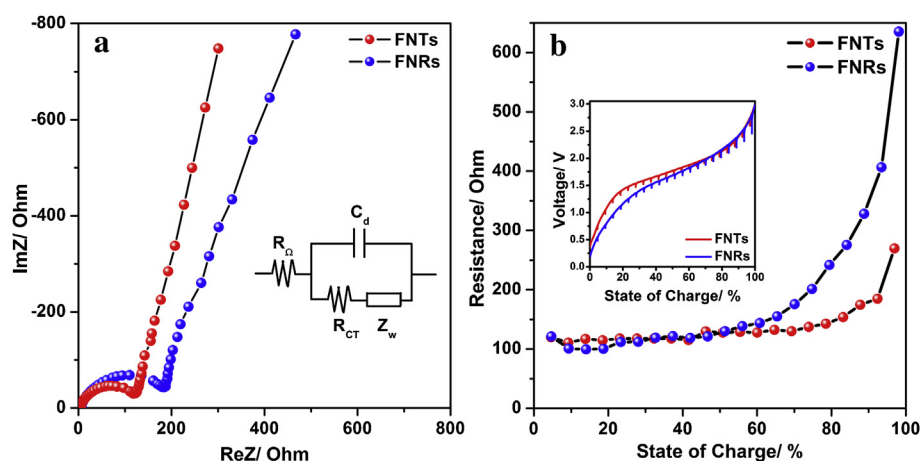 a
FNTs
FNRs
-800
-600
-400
-200
0
ImZ/ Ohm
0 200 400 600 800
ReZ/ Ohm
C_d
R_Ω
R_CT
Z_w
b
FNTs
FNRs
600
500
400
300
200
100
0
Resistance/ Ohm
0 20 40 60 80 100
State of Charge/ %
3.0
2.5
2.0
1.5
1.0
0.5
0.0
Voltage/ V
FNTs
FNRs
0 20 40 60 80 100
State of Charge/ %